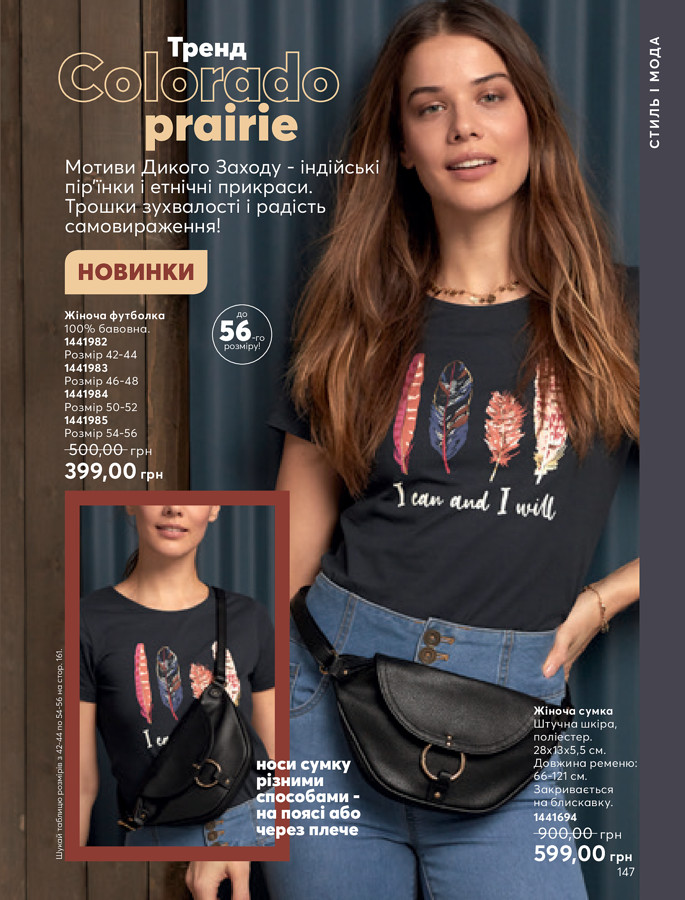 СТИЛЬ І МОДА
Тренд
Colorado
prairie
Мотиви Дикого Заходу - індійські
пір'їнки і етнічні прикраси.
Трошки зухвалості і радість
самовираження!
НОВИНКИ
Жіноча футболка
100% бавовна.
1441982
Розмір 42-44
1441983
Розмір 46-48
1441984
Розмір 50-52
1441985
Розмір 54-56
500,00 грн
399,00 грн
до
56-го
розміру!
I can and I will
I c
Шукай таблицю розмірів з 42-44 по 54-56 на стор. 161.
носи сумку
різними
способами -
на поясі або
через плече
Жіноча сумка
Штучна шкіра,
поліестер.
28x13x5,5 см.
Довжина ременю:
66-121 см.
Закривається
на блискавку.
1441694
900,00 грн
599,00 грн
147